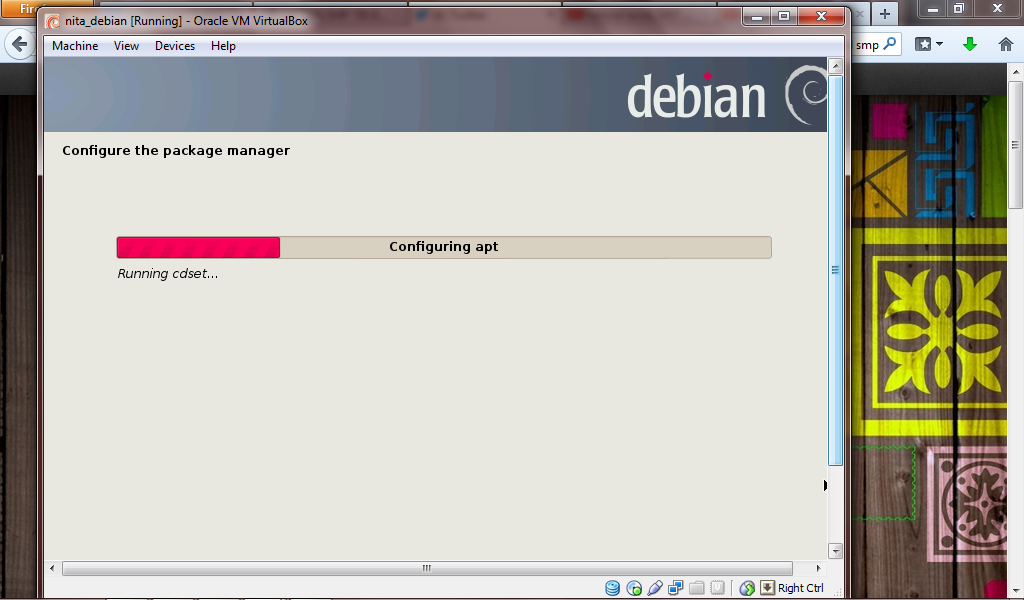 Fir
nita_debian [Running] - Oracle VM VirtualBox
Machine View Devices Help
smp
debian
Configure the package manager
Configuring apt
Running cdset...
Right Ctrl